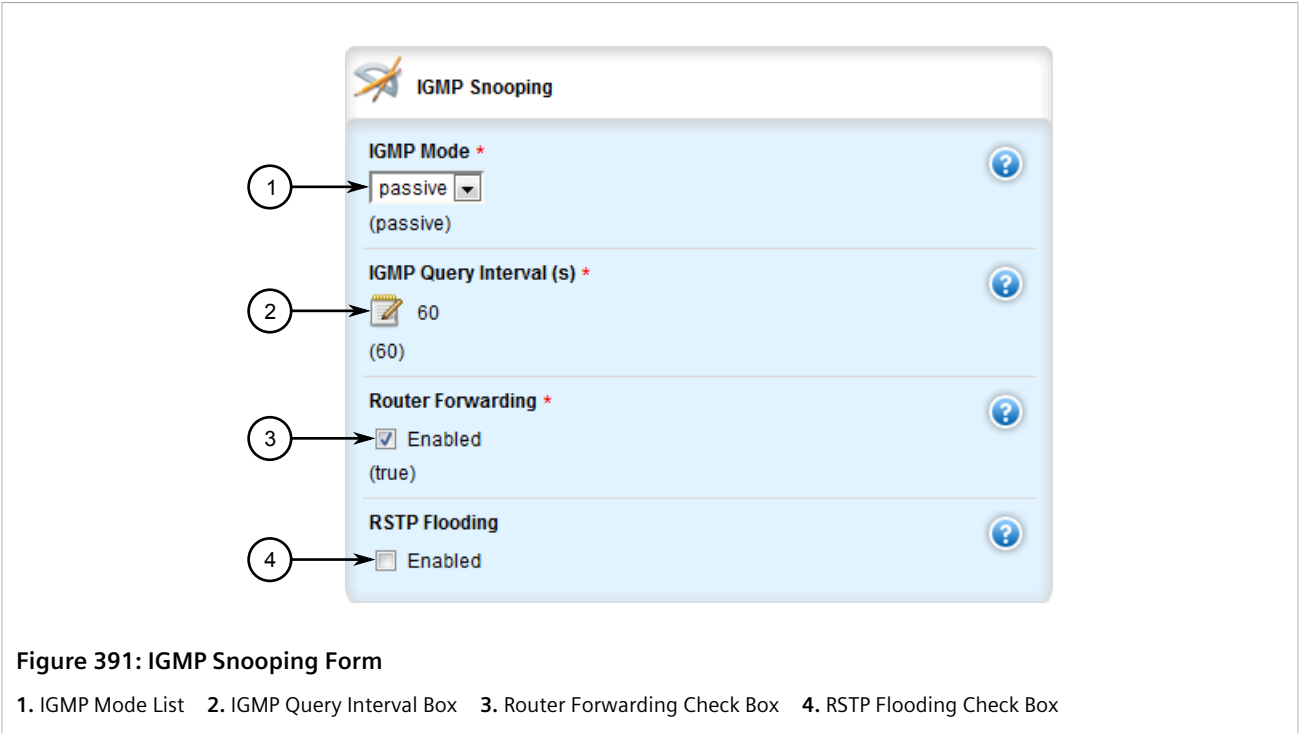 IGMP Snooping
IGMP Mode *
1
passive
(passive)
IGMP Query Interval (s) *
2
60
(60)
Router Forwarding *
3
Enabled
(true)
RSTP Flooding
4
Enabled
Figure 391: IGMP Snooping Form
1. IGMP Mode List 2. IGMP Query Interval Box 3. Router Forwarding Check Box 4. RSTP Flooding Check Box